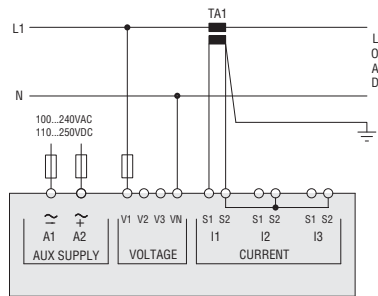 TA1
L1
L
O
A
D
N
100...240VAC
110...250VDC
V1 V2 V3 VN S1 S2 S1 S2 S1 S2
A1 A2 I1 I2 I3
AUX SUPPLY VOLTAGE CURRENT